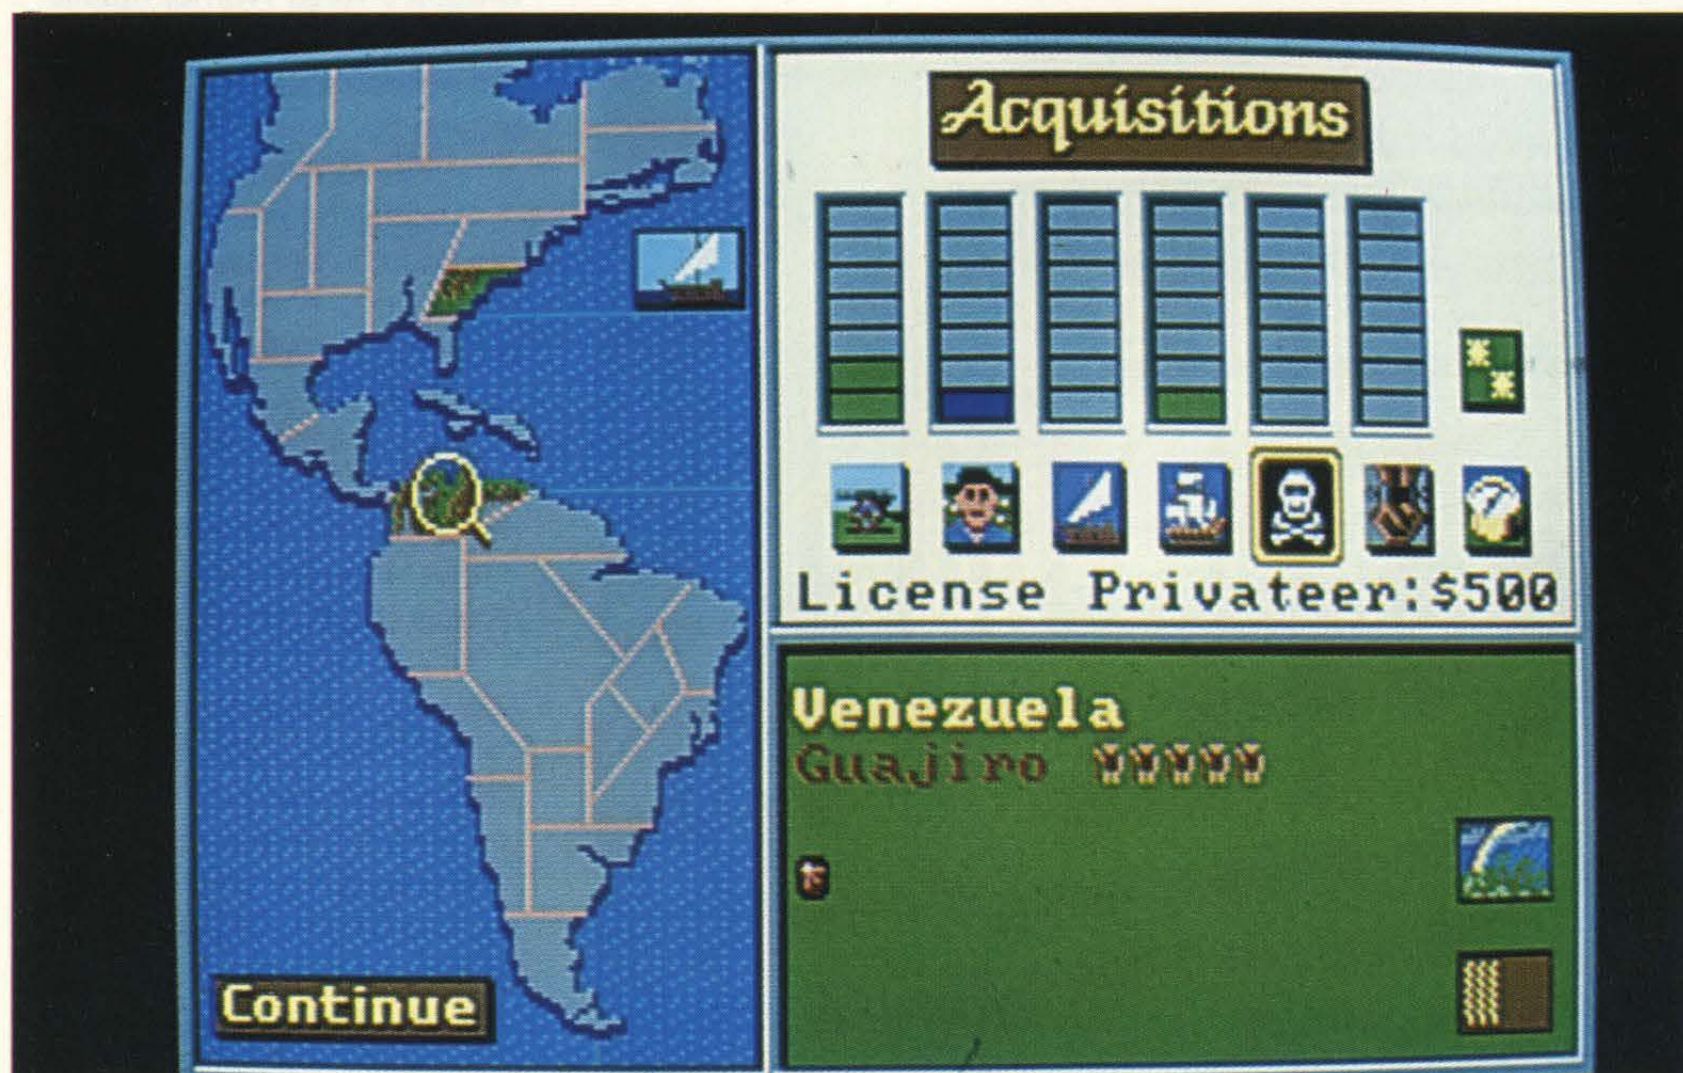 Acquisitions
License Privateer:$500
Venezuela
Guajiro
Continue